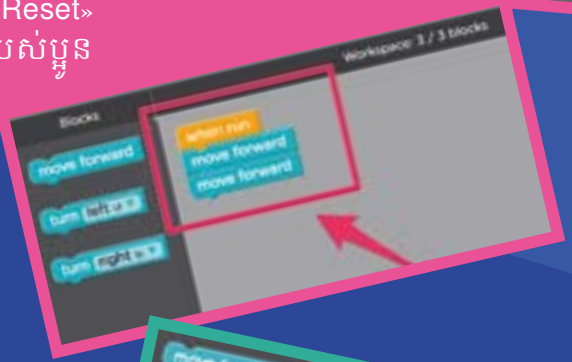 Reset»
របស់ប្អូន
Blocks
Workspace: 3 / 3 blocks
when run
move forward
move forward
move forward
turn left ↺
turn right ↻